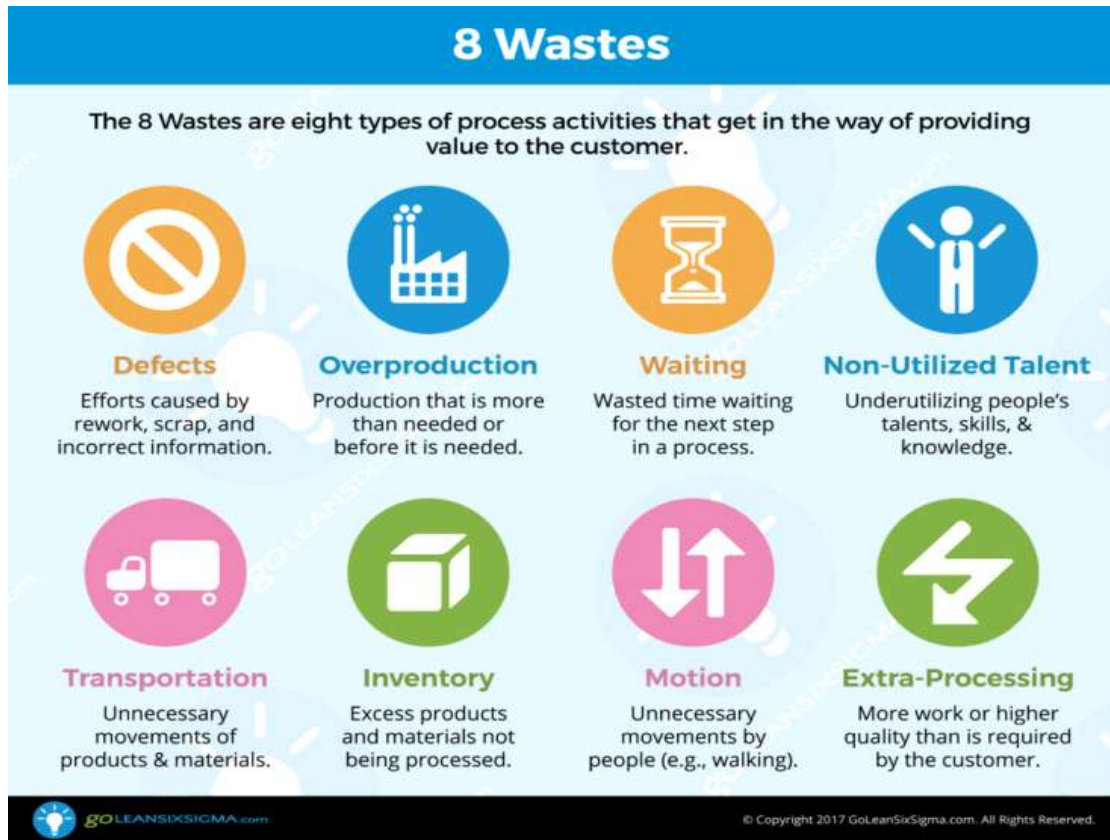 8 Wastes
The 8 Wastes are eight types of process activities that get in the way of providing
value to the customer.
Defects
Efforts caused by
rework, scrap, and
incorrect information.
Overproduction
Production that is more
than needed or
before it is needed.
Waiting
Wasted time waiting
for the next step
in a process.
Non-Utilized Talent
Underutilizing people's
talents, skills, &
knowledge.
Transportation
Unnecessary
movements of
products & materials.
Inventory
Excess products
and materials not
being processed.
Motion
Unnecessary
movements by
people (e.g., walking).
Extra-Processing
More work or higher
quality than is required
by the customer.
goLEANSIXSIGMA.com
© Copyright 2017 GoLeanSixSigma.com. All Rights Reserved.